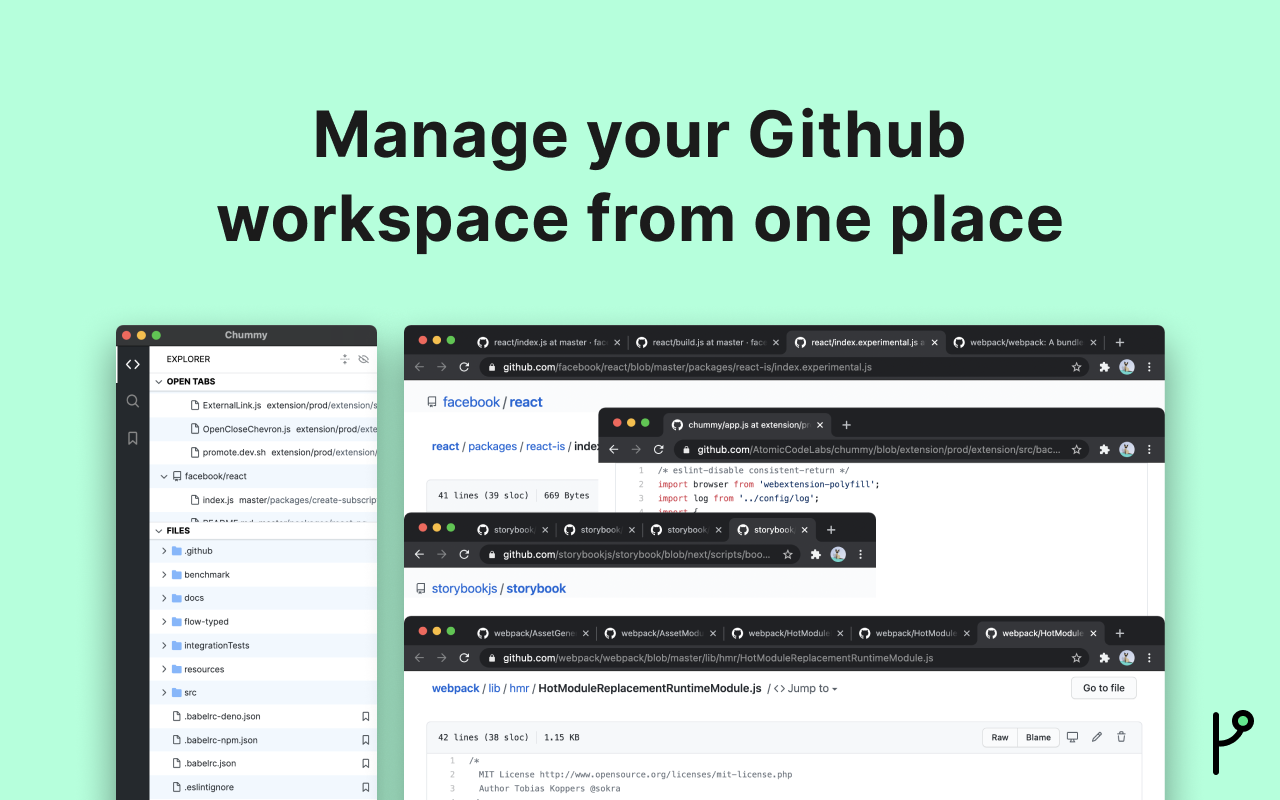 Manage your Github
workspace from one place
Chummy
EXPLORER
OPEN TABS
ExternalLink.js extension/prod/extension/s
OpenCloseChevron.js extension/prod/exte
promote.dev.sh extension/prod/extension/
facebook/react
index.js master/packages/create-subscrip
FILES
.github
benchmark
docs
flow-typed
integrationTests
resources
src
.babelrc-deno.json
.babelrc-npm.json
.babelrc.json
.eslintignore
react/index.js at master · fac
react/build.js at master · face
react/index.experimental.js a
webpack/webpack: A bundle
github.com/facebook/react/blob/master/packages/react-is/index.experimental.js
facebook / react
react / packages / react-is / inde
41 lines (39 sloc) 669 Bytes
chummy/app.js at extension/pr
github.com/AtomicCodeLabs/chummy/blob/extension/prod/extension/src/bac...
1 /* eslint-disable consistent-return */
2 import browser from 'webextension-polyfill';
3 import log from '../config/log';
4 import {
storybook/
storybook/
storybook/
storybook/
github.com/storybookjs/storybook/blob/next/scripts/boo...
storybookjs / storybook
webpack/AssetGene
webpack/AssetModu
webpack/HotModule
webpack/HotModule
webpack/HotModule
github.com/webpack/webpack/blob/master/lib/hmr/HotModuleReplacementRuntimeModule.js
webpack / lib / hmr / HotModuleReplacementRuntimeModule.js / <> Jump to
Go to file
42 lines (38 sloc) 1.15 KB
Raw Blame
1 /*
2 MIT License http://www.opensource.org/licenses/mit-license.php
3 Author Tobias Koppers @sokra